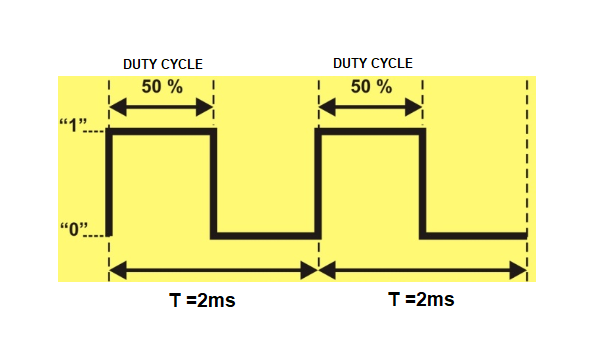 DUTY CYCLE DUTY CYCLE
50 % 50 %
“1”
“0”
T =2ms T =2ms